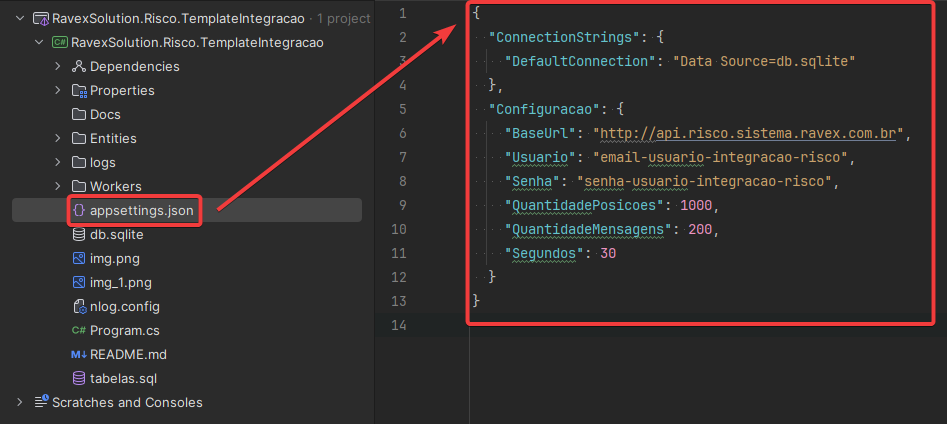 RavexSolution.Risco.TemplateIntegracao · 1 project
RavexSolution.Risco.TemplateIntegracao
Dependencies
Properties
Docs
Entities
logs
Workers
appsettings.json
db.sqlite
img.png
img_1.png
nlog.config
Program.cs
README.md
tabelas.sql
Scratches and Consoles
1 {
2 "ConnectionStrings": {
3 "DefaultConnection": "Data Source=db.sqlite"
4 },
5 "Configuracao": {
6 "BaseUrl": "http://api.risco.sistema.ravex.com.br",
7 "Usuario": "email-usuario-integracao-risco",
8 "Senha": "senha-usuario-integracao-risco",
9 "QuantidadePosicoes": 1000,
10 "QuantidadeMensagens": 200,
11 "Segundos": 30
12 }
13 }
14